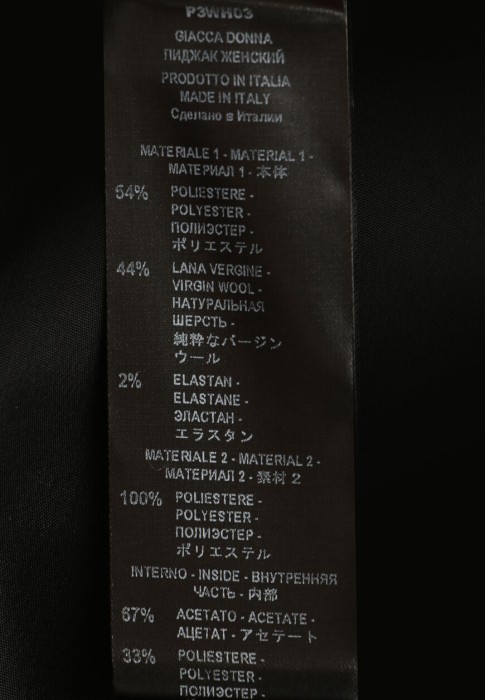 P3WH03
GIACCA DONNA
ПИДЖАК ЖЕНСКИЙ
PRODOTTO IN ITALIA
MADE IN ITALY
Сделано в Италии
MATERIALE 1 - MATERIAL 1 -
МАТЕРИАЛ 1 - 本体
54% POLIESTERE -
POLYESTER -
ПОЛИЭСТЕР -
ポリエステル
44% LANA VERGINE -
VIRGIN WOOL -
НАТУРАЛЬНАЯ
ШЕРСТЬ -
純粋なバージン
ウール
2% ELASTAN -
ELASTANE -
ЭЛАСТАН -
エラスタン
MATERIALE 2 - MATERIAL 2 -
МАТЕРИАЛ 2 - 素材 2
100% POLIESTERE -
POLYESTER -
ПОЛИЭСТЕР -
ポリエステル
INTERNO - INSIDE - ВНУТРЕННЯЯ
ЧАСТЬ - 内部
67% ACETATO - ACETATE -
АЦЕТАТ - アセテート
33% POLIESTERE -
POLYESTER -
ПОЛИЭСТЕР -